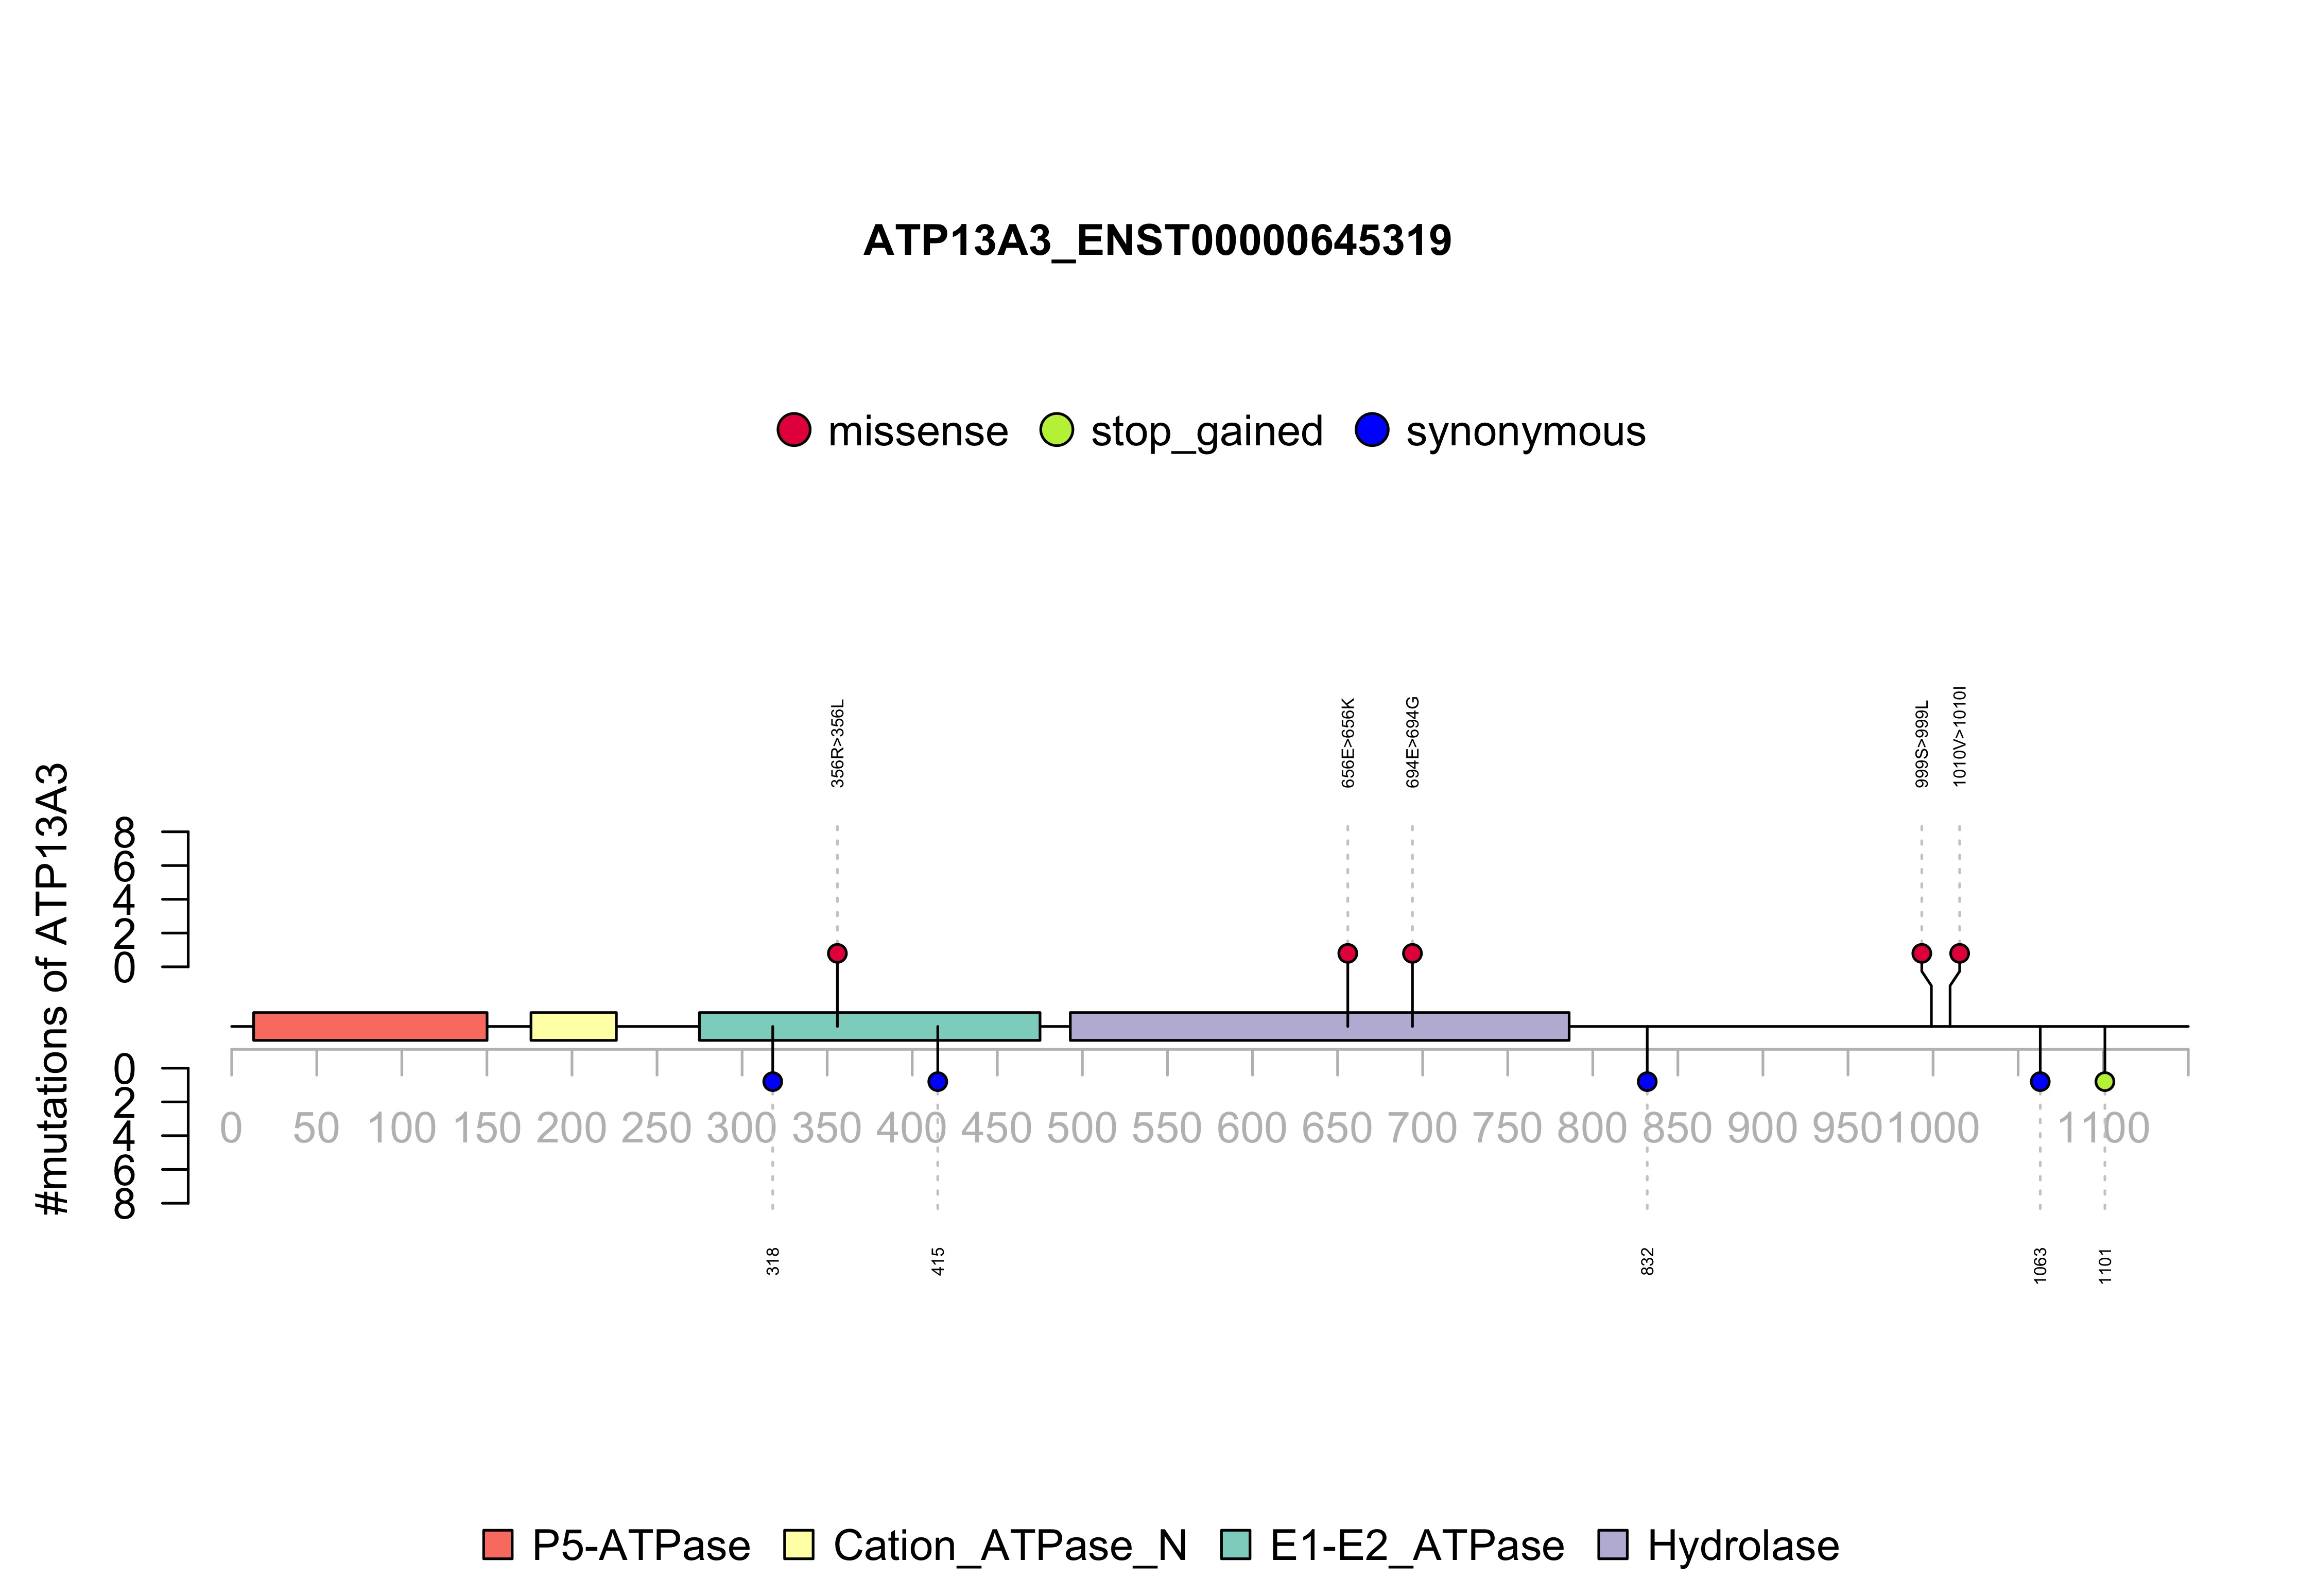 ATP13A3_ENST00000645319
missense stop_gained synonymous
356R>356L 656E>656K 694E>694G 999S>999L 1010V>1010I
#mutations of ATP13A3
8
6
4
2
0
0
2
4
6
8
0 50 100 150 200 250 300 350 400 450 500 550 600 650 700 750 800 850 900 950 1000 1100
318 415 832 1063 1101
P5-ATPase Cation_ATPase_N E1-E2_ATPase Hydrolase